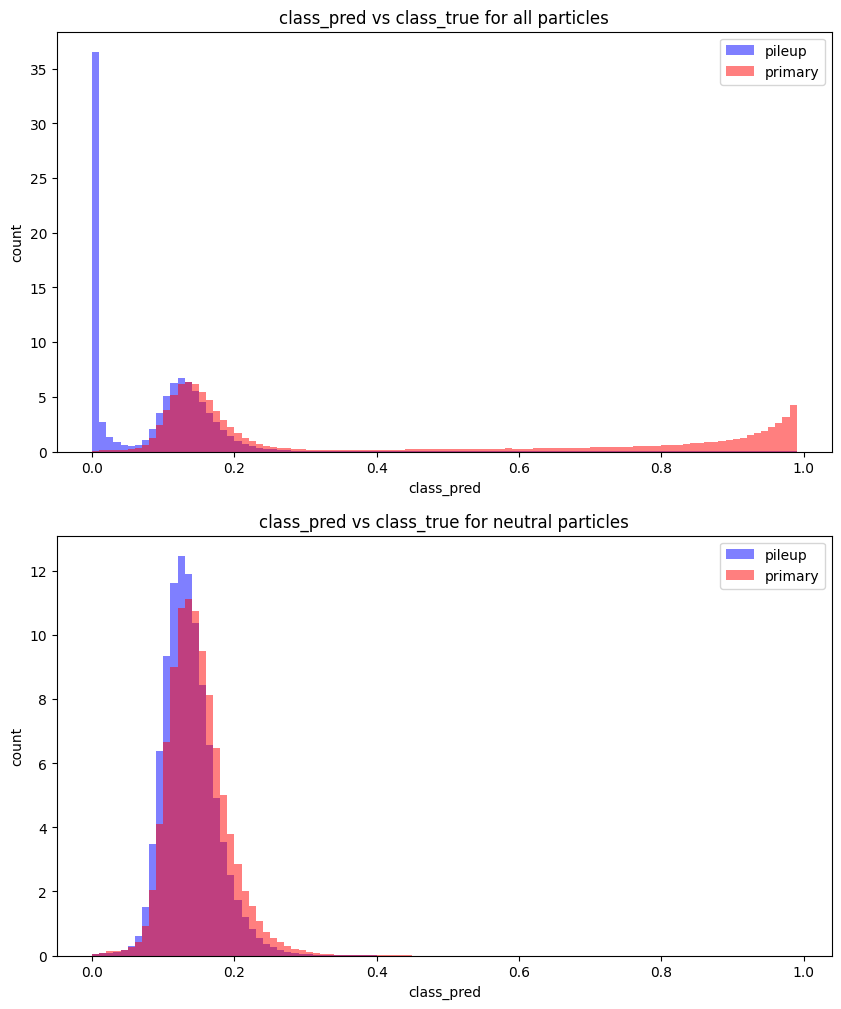 class_pred vs class_true for all particles
pileup
primary
35
30
25
20
15
10
5
0
count
0.0 0.2 0.4 0.6 0.8 1.0
class_pred
class_pred vs class_true for neutral particles
pileup
primary
12
10
8
6
4
2
0
count
0.0 0.2 0.4 0.6 0.8 1.0
class_pred